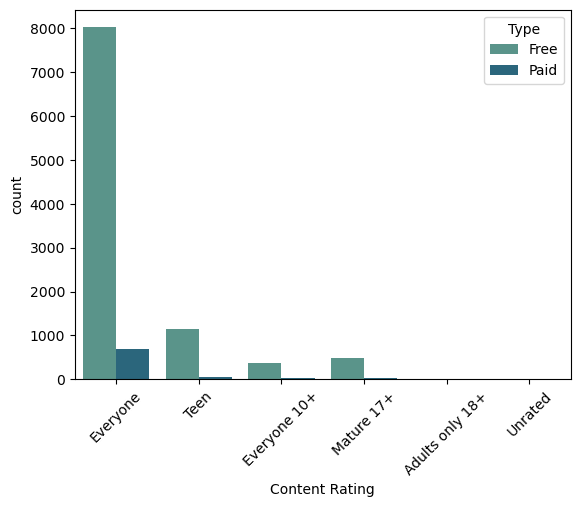 Type
Free
Paid
8000
7000
6000
5000
4000
3000
2000
1000
0
count
Everyone
Teen
Everyone 10+
Mature 17+
Adults only 18+
Unrated
Content Rating